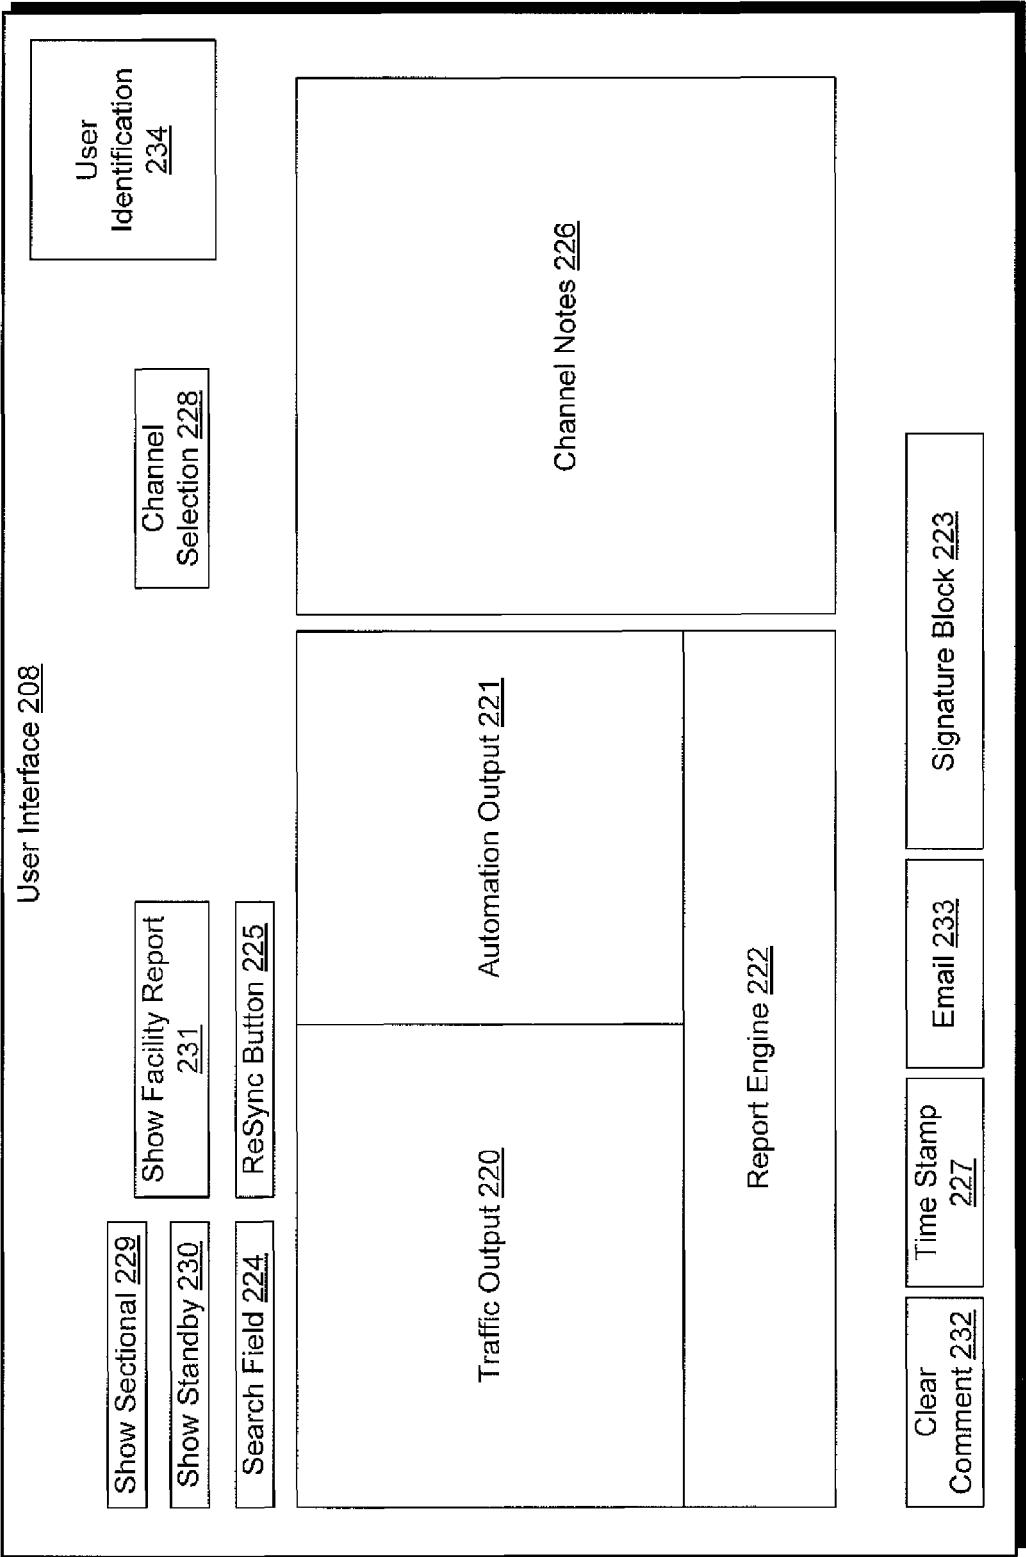 User Interface 208
User
Identification
234
Show Sectional 229
Show Standby 230
Show Facility Report
231
Channel
Selection 228
Search Field 224
ReSync Button 225
Traffic Output 220
Automation Output 221
Channel Notes 226
Report Engine 222
Clear
Comment 232
Time Stamp
227
Email 233
Signature Block 223